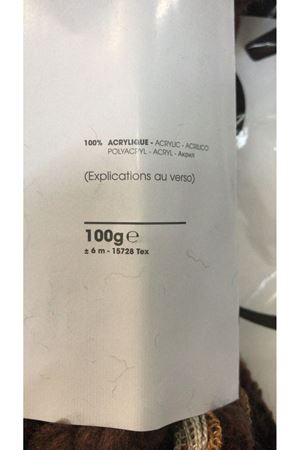 100% ACRYLIQUE - ACRYLIC - ACRILICO
POLYACRYL - ACRYL - Акрил
(Explications au verso)
100g℮
± 6 m - 15728 Tex